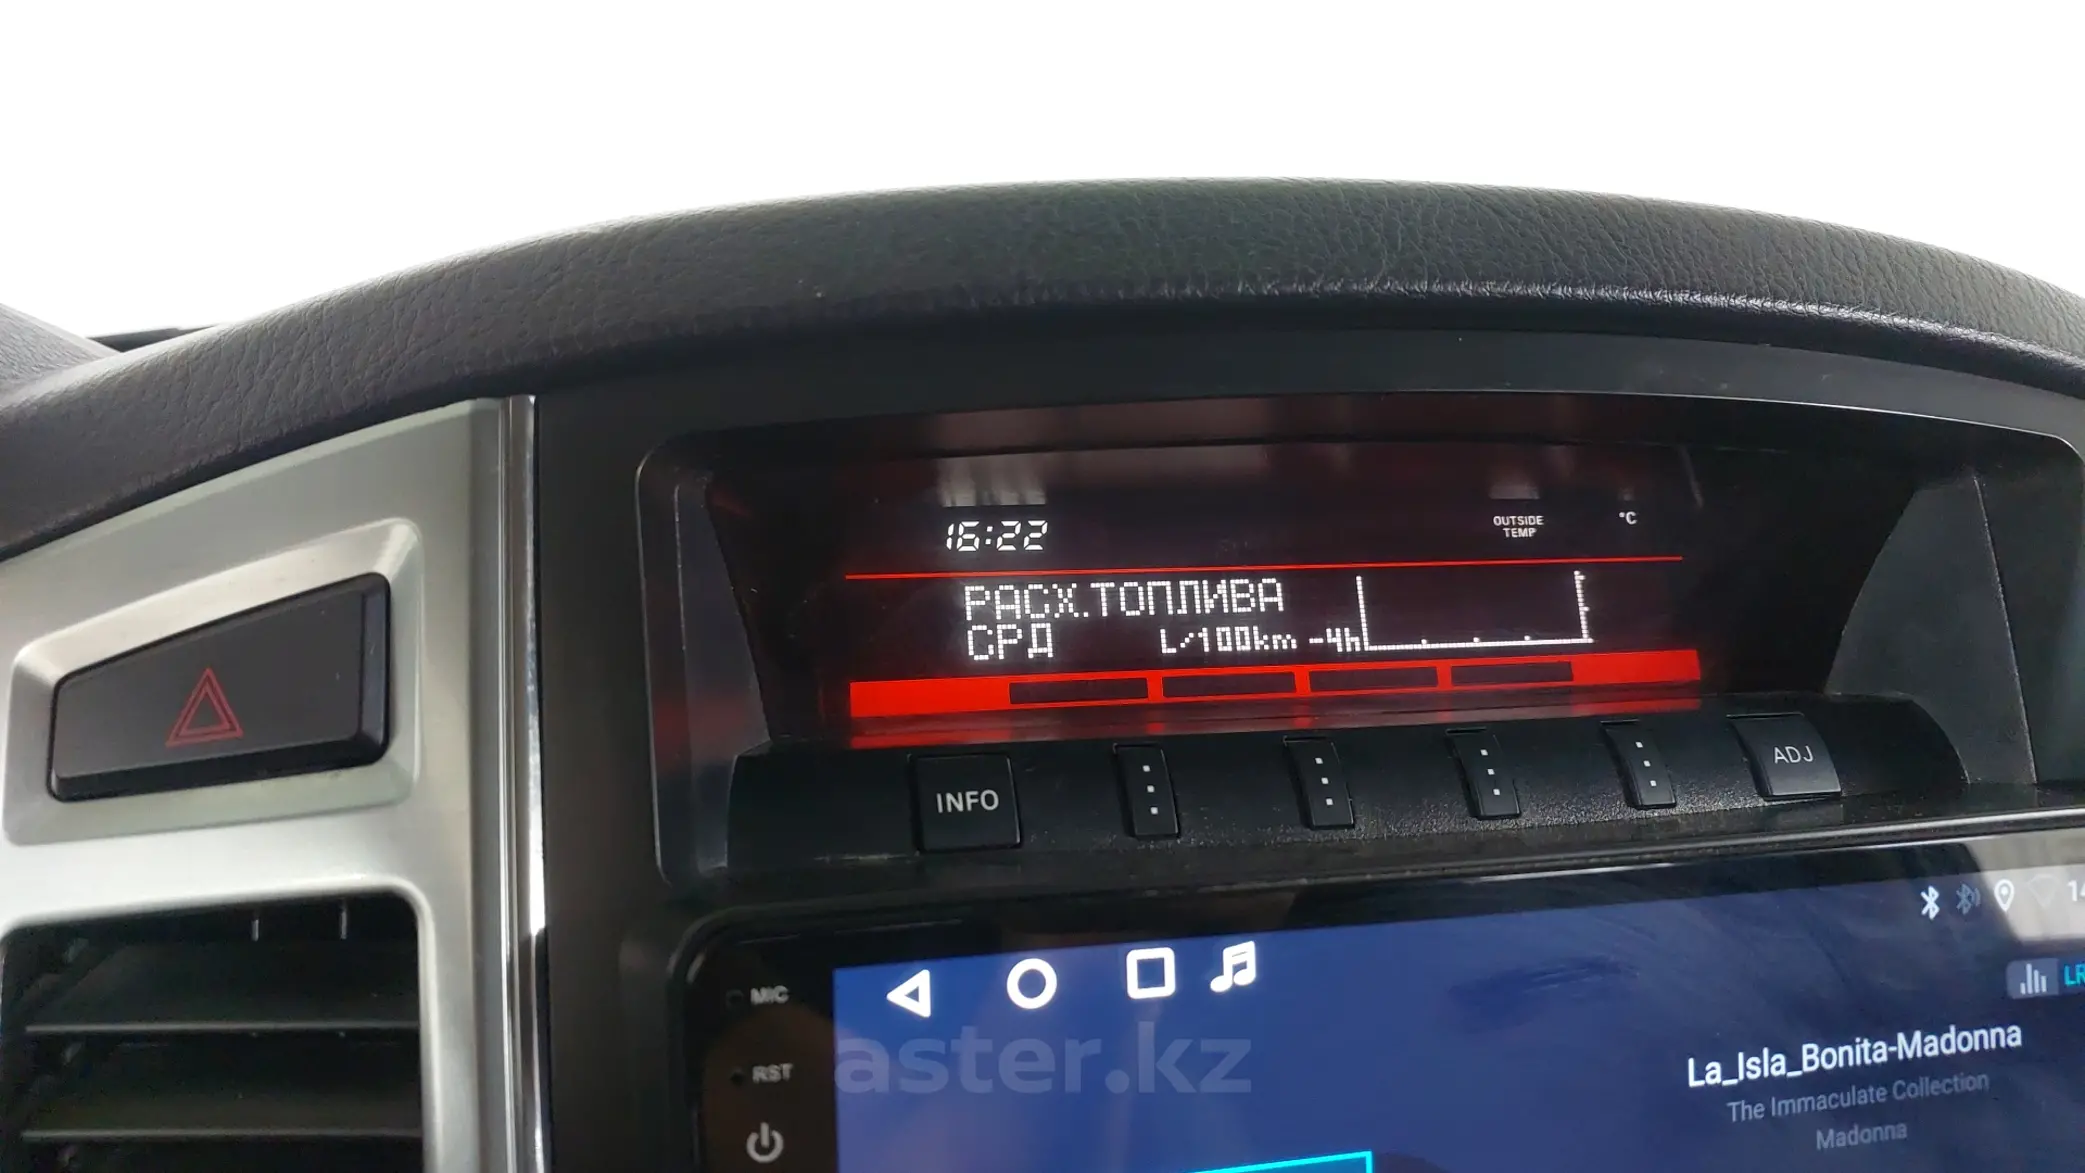 16:22
OUTSIDE
TEMP
°C
РАСХ.ТОПЛИВА
СРД L/100km -4h
INFO
ADJ
MIC
RST
aster.kz
LR
La_Isla_Bonita-Madonna
The Immaculate Collection
Madonna